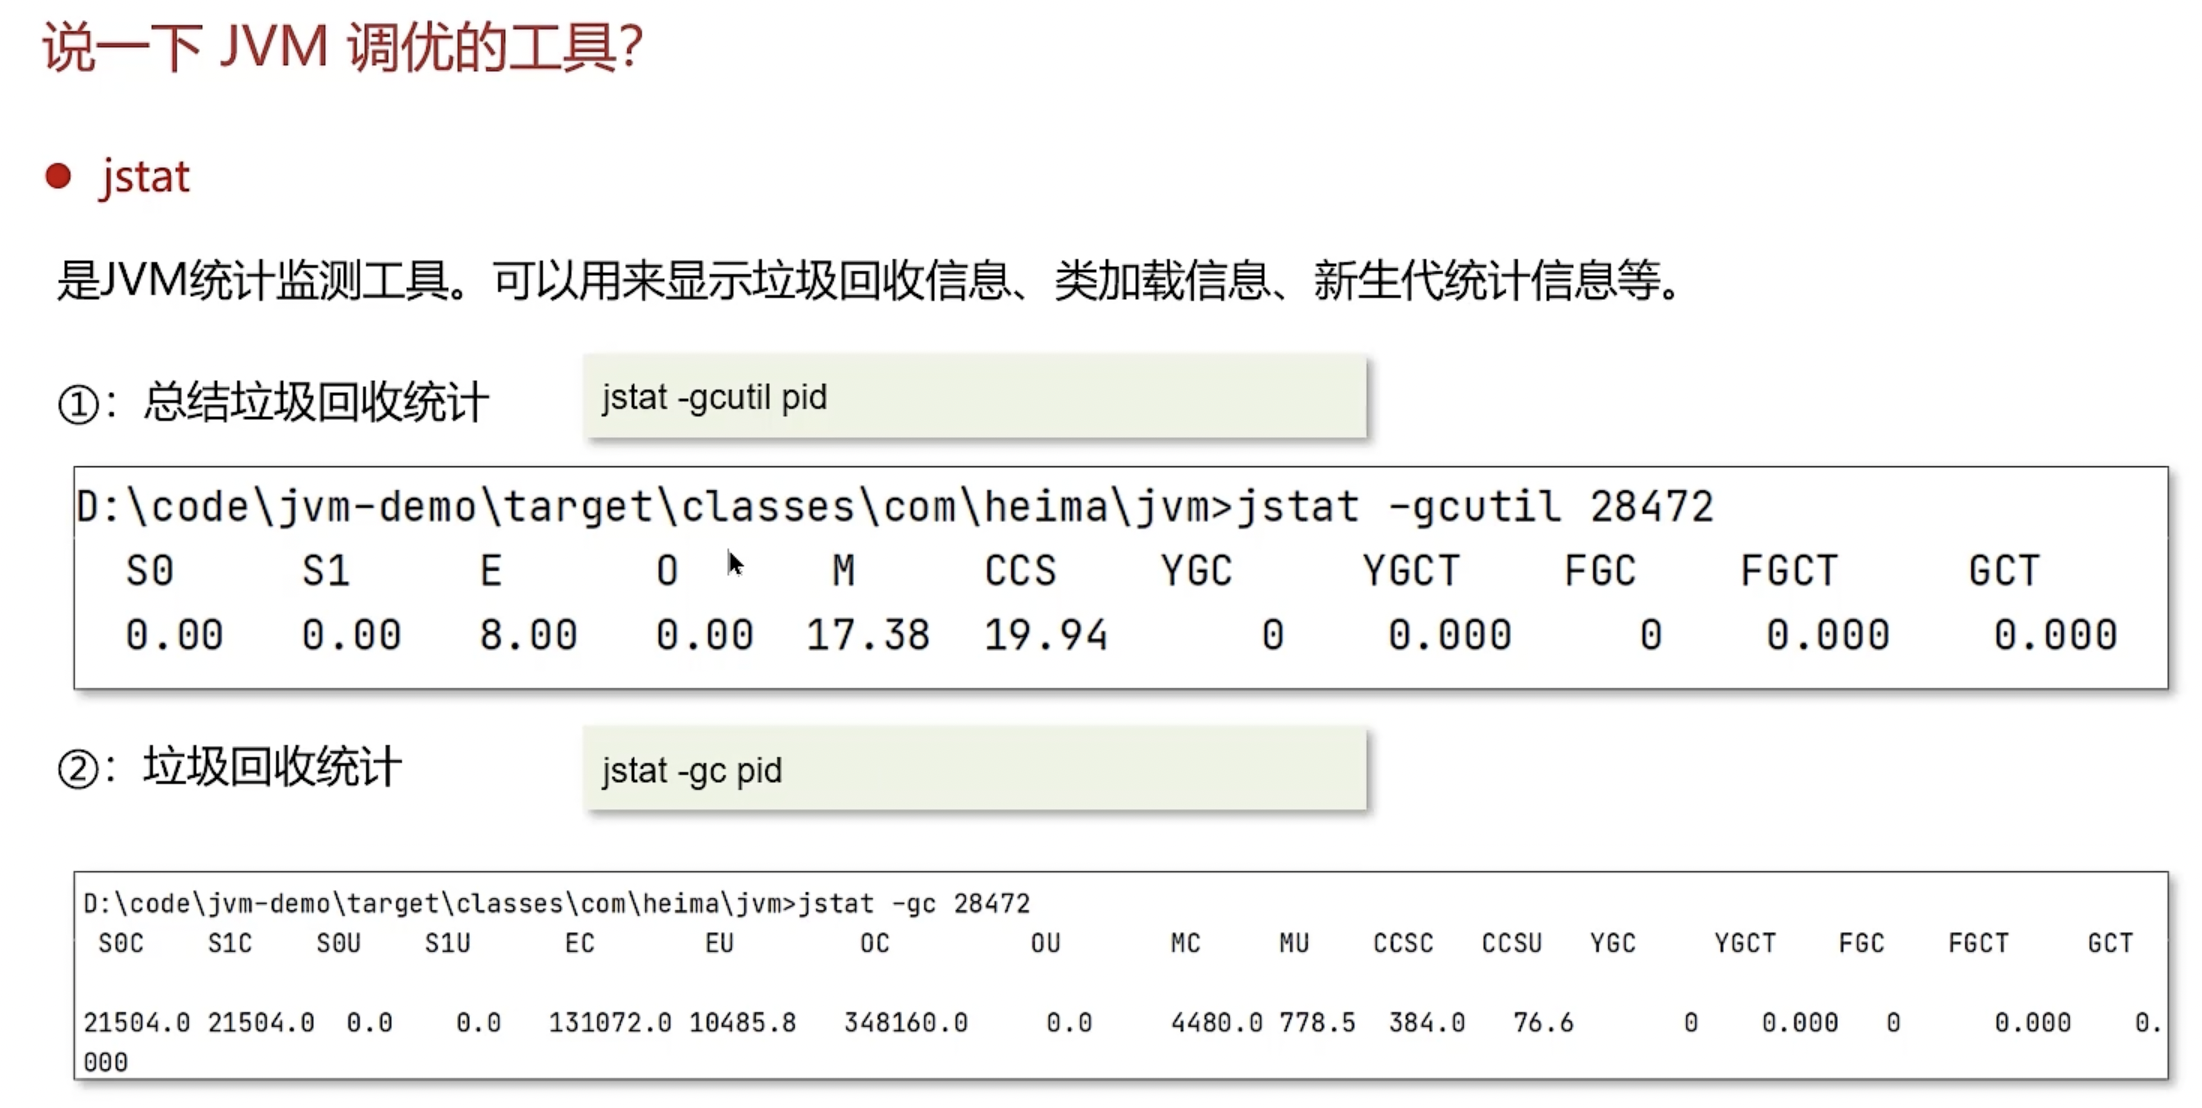 说一下 JVM 调优的工具?
● jstat
是JVM统计监测工具。可以用来显示垃圾回收信息、类加载信息、新生代统计信息等。
①：总结垃圾回收统计 jstat -gcutil pid
D:\code\jvm-demo\target\classes\com\heima\jvm>jstat -gcutil 28472
S0 S1 E O M CCS YGC YGCT FGC FGCT GCT
0.00 0.00 8.00 0.00 17.38 19.94 0 0.000 0 0.000 0.000
②：垃圾回收统计 jstat -gc pid
D:\code\jvm-demo\target\classes\com\heima\jvm>jstat -gc 28472
S0C S1C S0U S1U EC EU OC OU MC MU CCSC CCSU YGC YGCT FGC FGCT GCT
21504.0 21504.0 0.0 0.0 131072.0 10485.8 348160.0 0.0 4480.0 778.5 384.0 76.6 0 0.000 0 0.000 0.
000